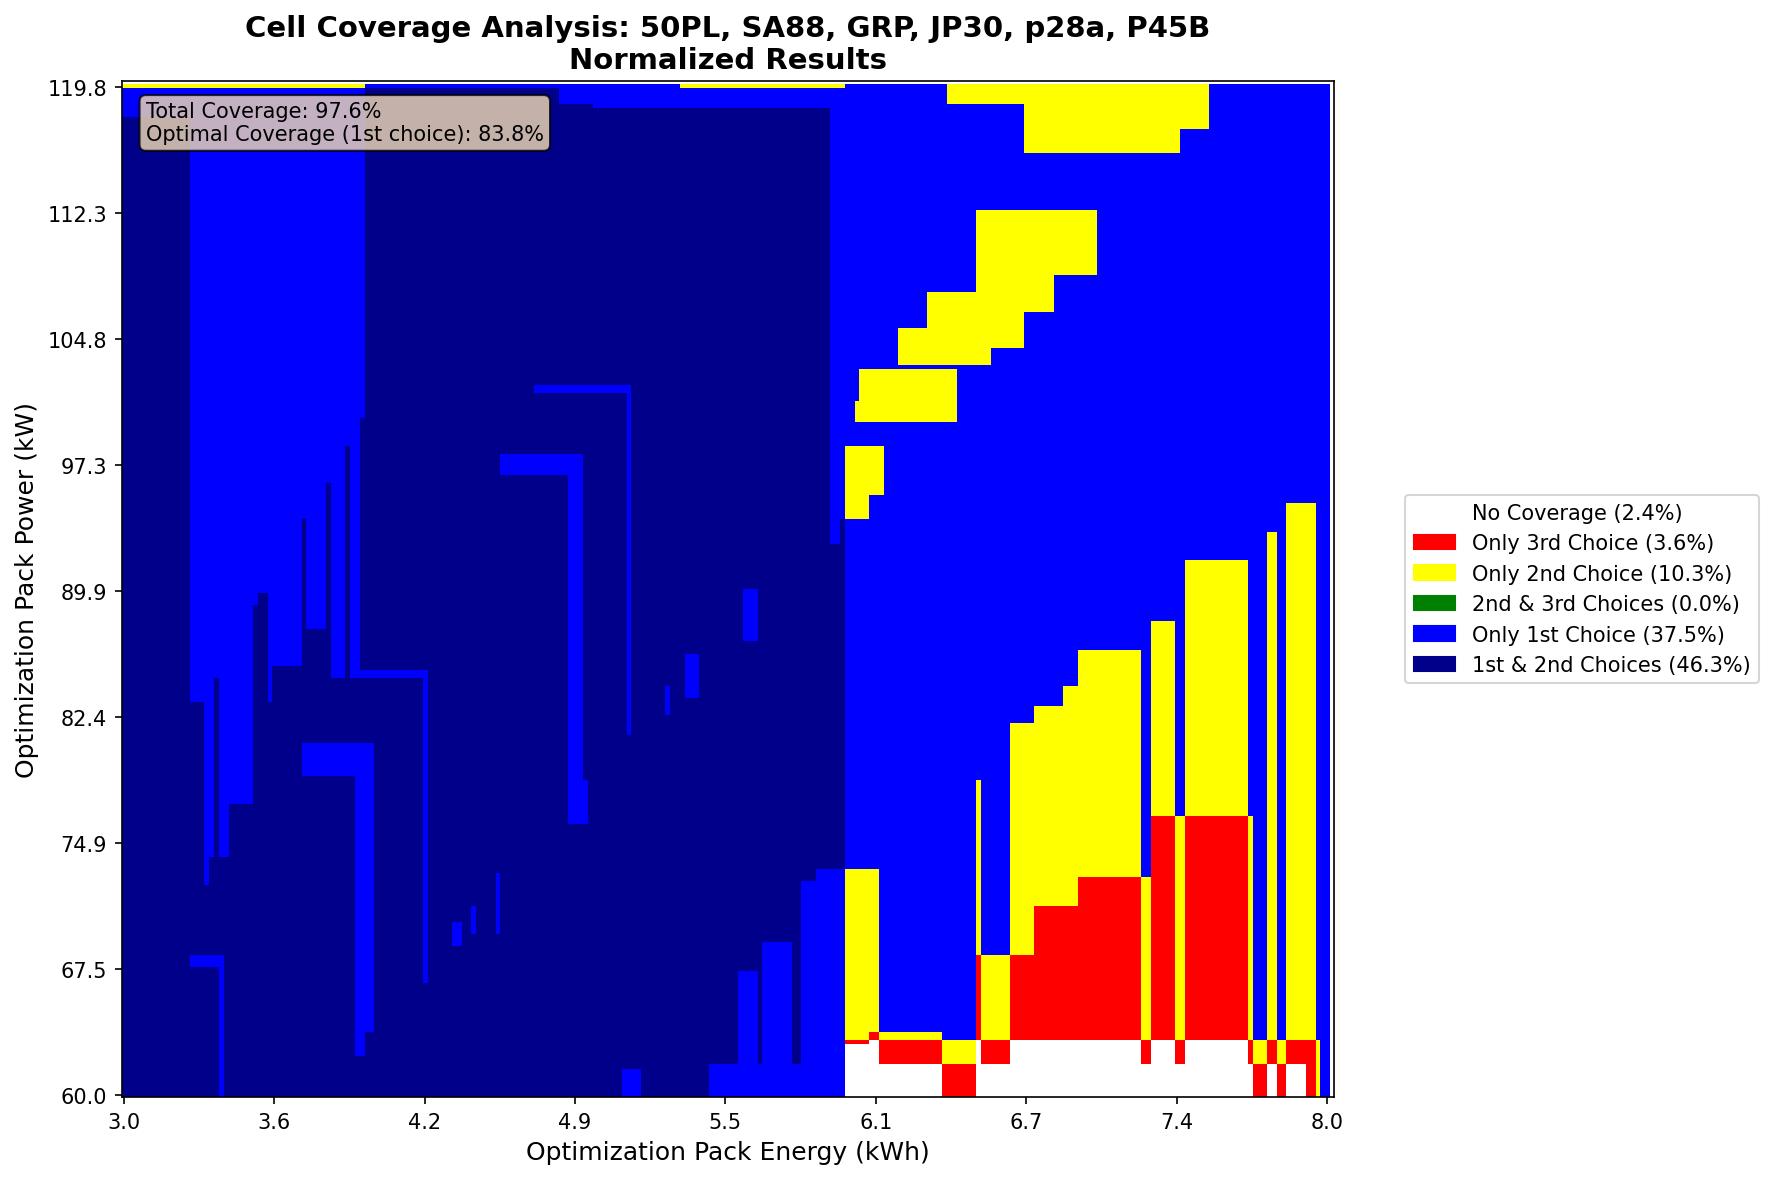 Cell Coverage Analysis: 50PL, SA88, GRP, JP30, p28a, P45B
Normalized Results
Total Coverage: 97.6%
Optimal Coverage (1st choice): 83.8%
Optimization Pack Power (kW)
119.8
112.3
104.8
97.3
89.9
82.4
74.9
67.5
60.0
3.0 3.6 4.2 4.9 5.5 6.1 6.7 7.4 8.0
Optimization Pack Energy (kWh)
No Coverage (2.4%)
Only 3rd Choice (3.6%)
Only 2nd Choice (10.3%)
2nd & 3rd Choices (0.0%)
Only 1st Choice (37.5%)
1st & 2nd Choices (46.3%)